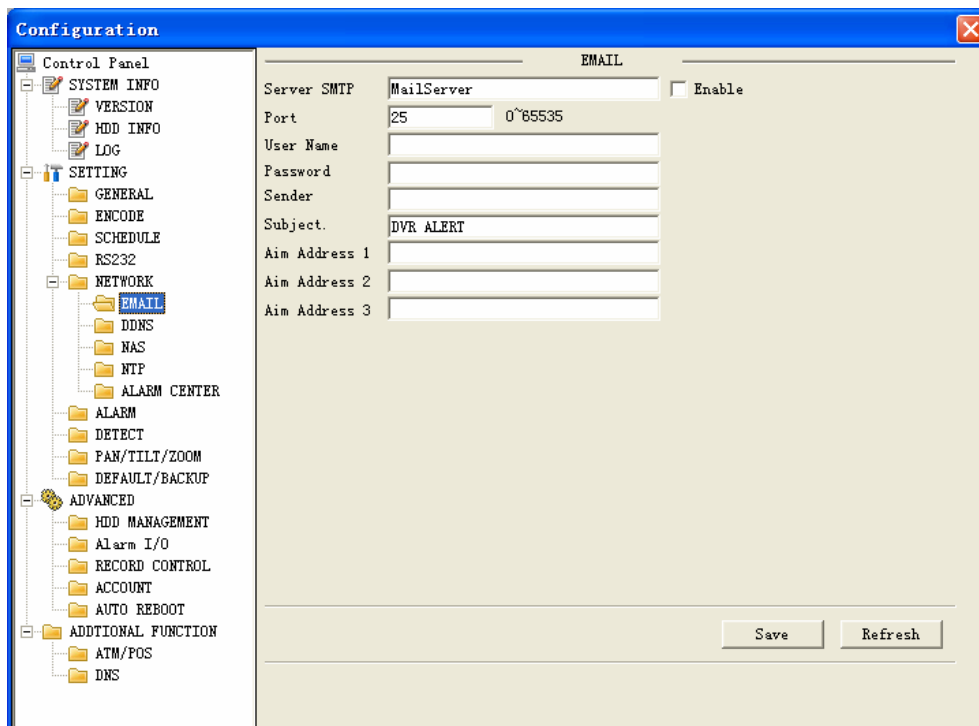 Configuration
Control Panel
SYSTEM INFO
VERSION
HDD INFO
LOG
SETTING
GENERAL
ENCODE
SCHEDULE
RS232
NETWORK
EMAIL
DDNS
NAS
NTP
ALARM CENTER
ALARM
DETECT
PAN/TILT/ZOOM
DEFAULT/BACKUP
ADVANCED
HDD MANAGEMENT
Alarm I/O
RECORD CONTROL
ACCOUNT
AUTO REBOOT
ADDTIONAL FUNCTION
ATM/POS
DNS
EMAIL
Server SMTP MailServer Enable
Port 25 0~65535
User Name
Password
Sender
Subject. DVR ALERT
Aim Address 1
Aim Address 2
Aim Address 3
Save Refresh